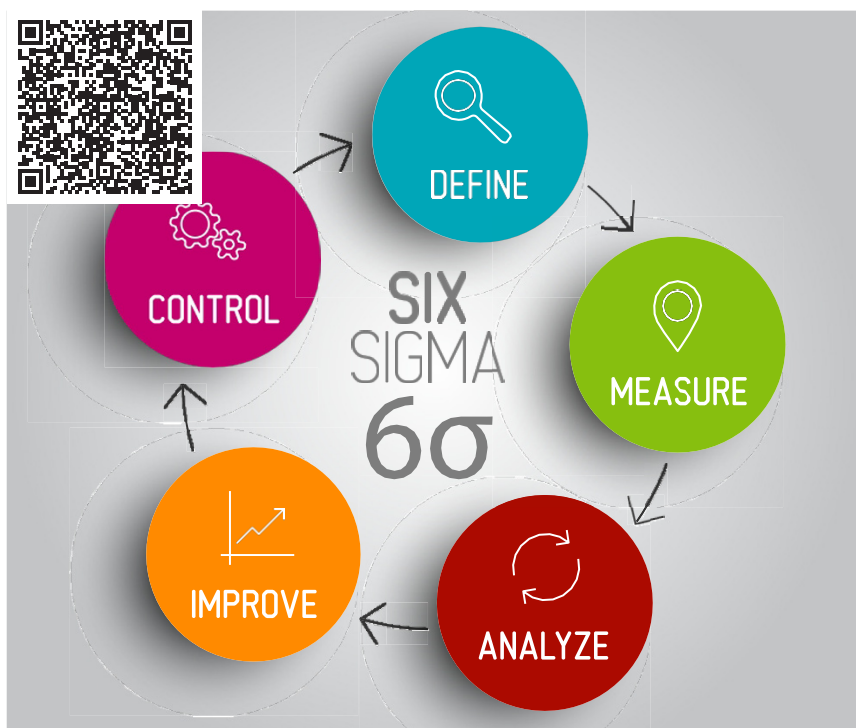 DEFINE
CONTROL
SIX
SIGMA
6σ
MEASURE
IMPROVE
ANALYZE